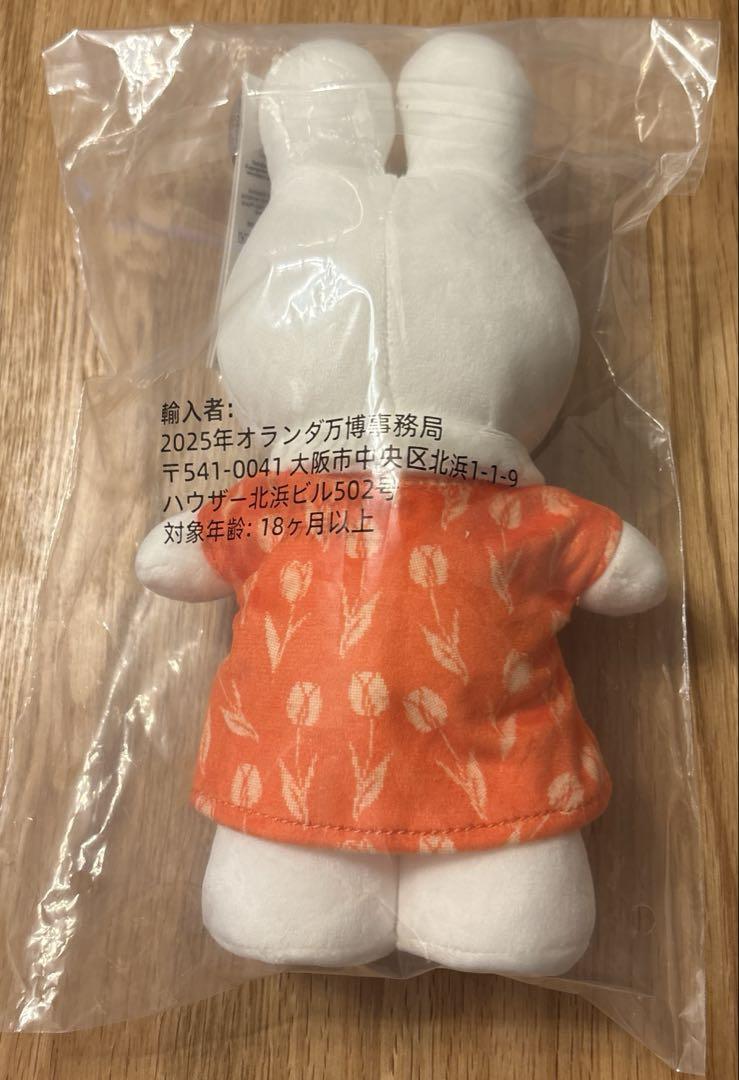 輸入者:
2025年オランダ万博事務局
〒541-0041 大阪市中央区北浜1-1-9
ハウザー北浜ビル502号
対象年齢: 18ヶ月以上